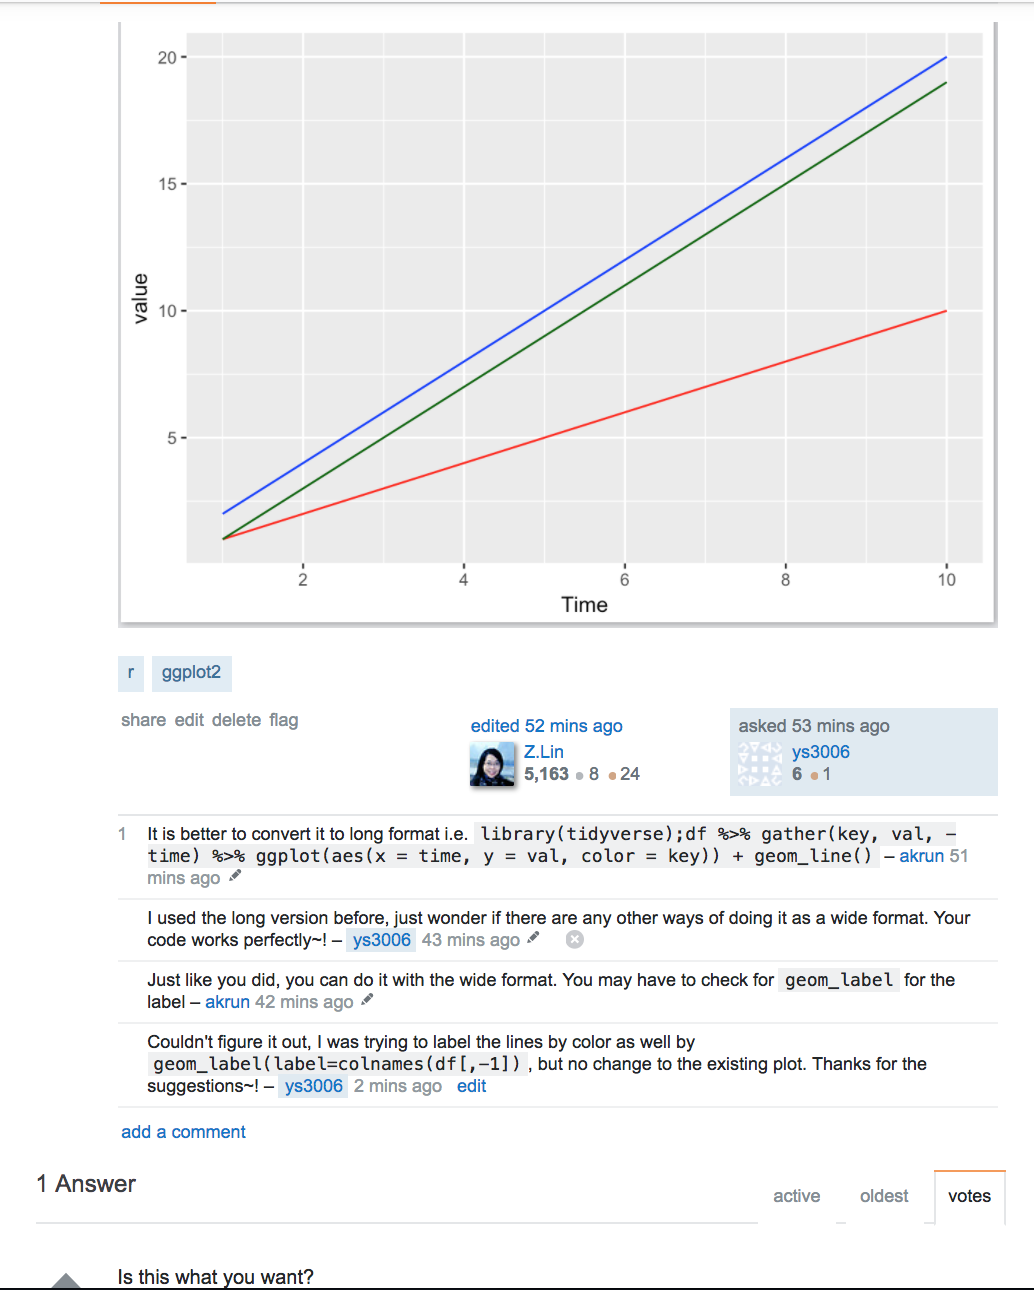 20
15
10
5
value
2 4 6 8 10
Time
r ggplot2
share edit delete flag
edited 52 mins ago
Z.Lin
5,163 8 24
asked 53 mins ago
ys3006
6 1
1 It is better to convert it to long format i.e. library(tidyverse);df %>% gather(key, val, -
time) %>% ggplot(aes(x = time, y = val, color = key)) + geom_line() – akrun 51
mins ago
I used the long version before, just wonder if there are any other ways of doing it as a wide format. Your
code works perfectly~! – ys3006 43 mins ago
Just like you did, you can do it with the wide format. You may have to check for geom_label for the
label – akrun 42 mins ago
Couldn't figure it out, I was trying to label the lines by color as well by
geom_label(label=colnames(df[,-1]) , but no change to the existing plot. Thanks for the
suggestions~! – ys3006 2 mins ago edit
add a comment
1 Answer
active oldest votes
Is this what you want?